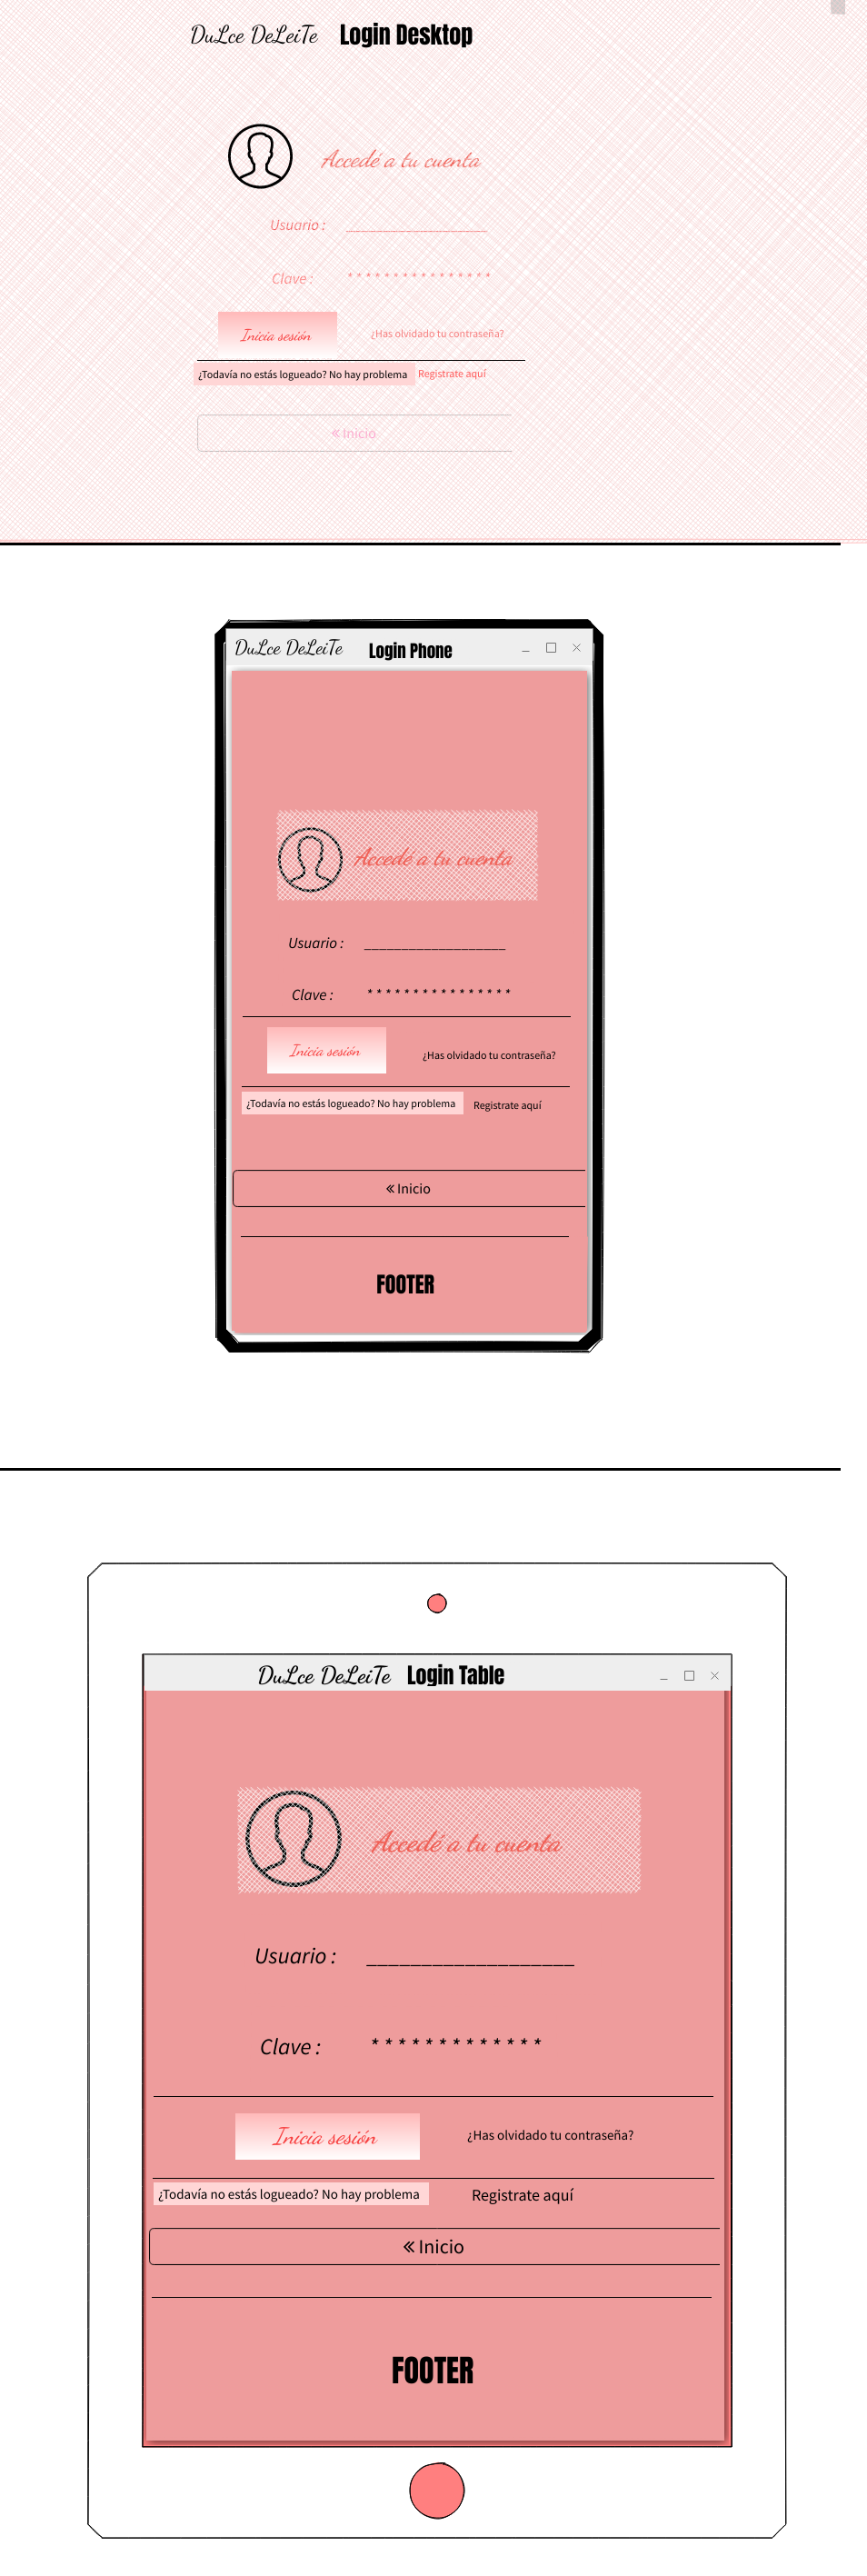 DuLce DeLeiTe Login Desktop
Accedé a tu cuenta
Usuario : ___________________
Clave : * * * * * * * * * * * * * * * *
Inicia sesión ¿Has olvidado tu contraseña?
¿Todavía no estás logueado? No hay problema Registrate aquí
« Inicio
DuLce DeLeiTe Login Phone
Accedé a tu cuenta
Usuario : ___________________
Clave : * * * * * * * * * * * * * * * *
Inicia sesión ¿Has olvidado tu contraseña?
¿Todavía no estás logueado? No hay problema Registrate aquí
« Inicio
FOOTER
DuLce DeLeiTe Login Table
Accedé a tu cuenta
Usuario : ___________________
Clave : * * * * * * * * * * * * *
Inicia sesión ¿Has olvidado tu contraseña?
¿Todavía no estás logueado? No hay problema Registrate aquí
« Inicio
FOOTER